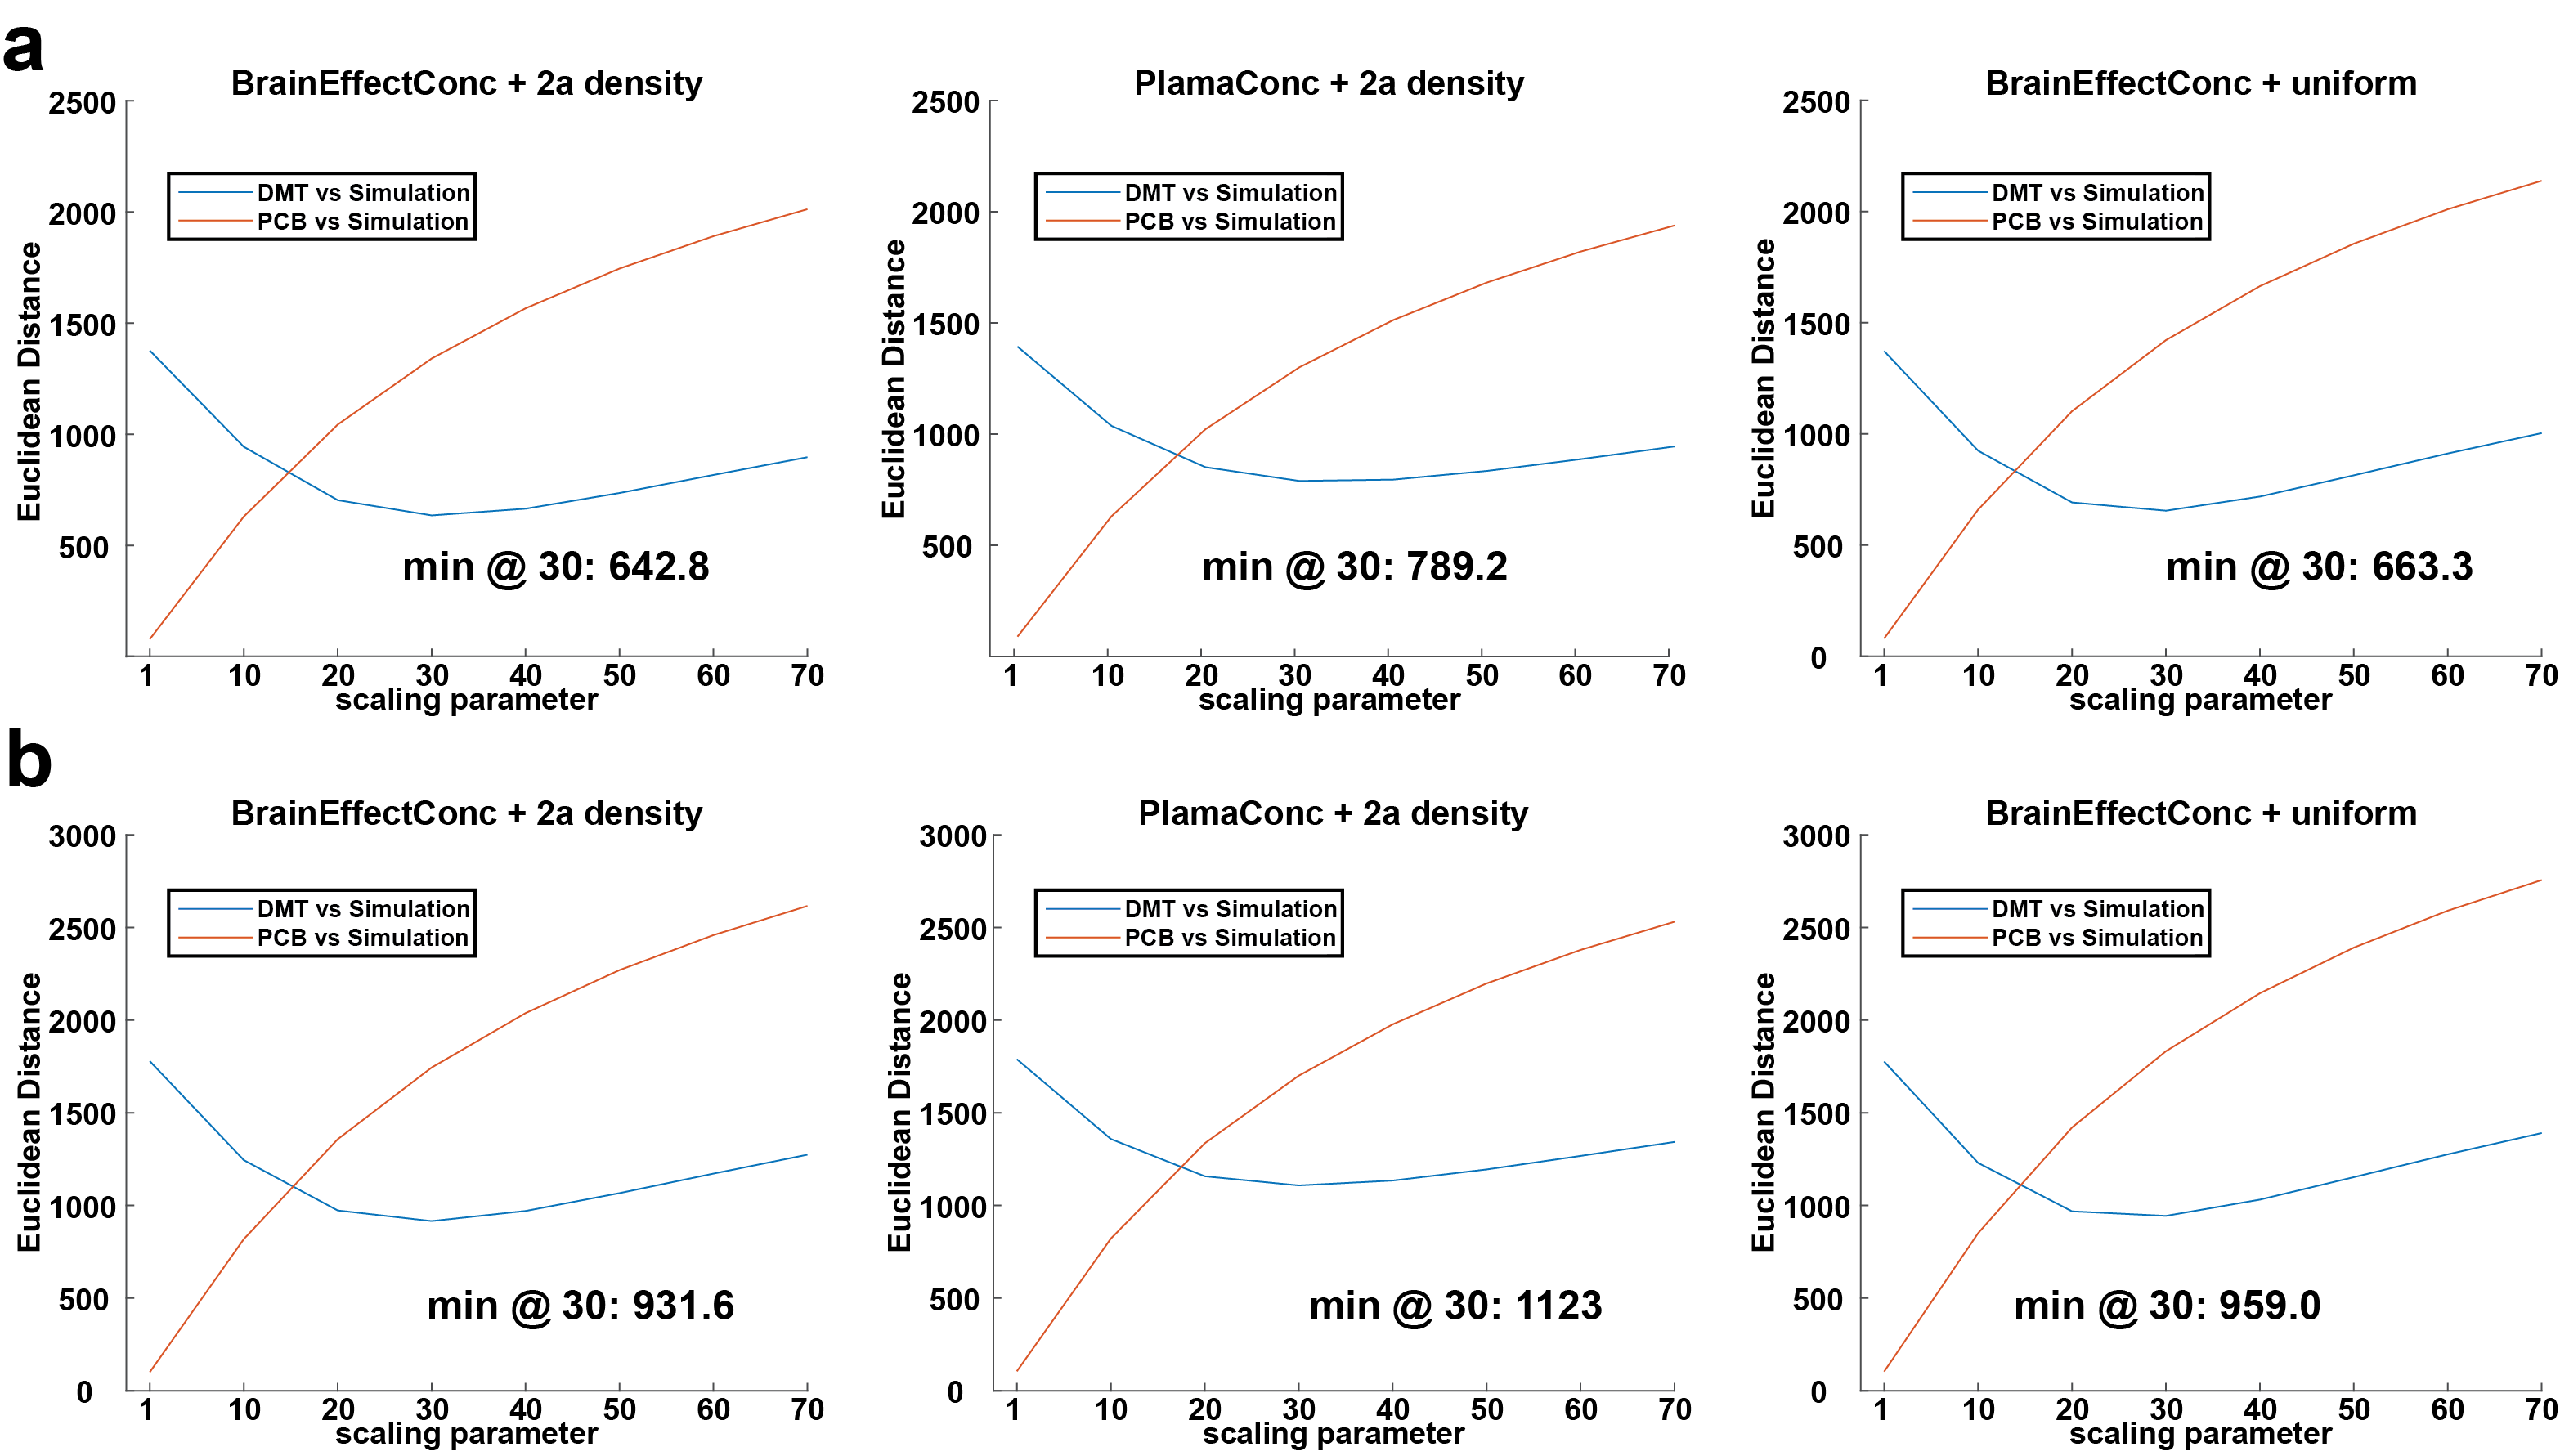 a
BrainEffectConc + 2a density
2500
2000
1500
1000
500
Euclidean Distance
DMT vs Simulation
PCB vs Simulation
min @ 30: 642.8
1 10 20 30 40 50 60 70
scaling parameter
PlamaConc + 2a density
2500
2000
1500
1000
500
Euclidean Distance
DMT vs Simulation
PCB vs Simulation
min @ 30: 789.2
1 10 20 30 40 50 60 70
scaling parameter
BrainEffectConc + uniform
2500
2000
1500
1000
500
0
Euclidean Distance
DMT vs Simulation
PCB vs Simulation
min @ 30: 663.3
1 10 20 30 40 50 60 70
scaling parameter
b
BrainEffectConc + 2a density
3000
2500
2000
1500
1000
500
0
Euclidean Distance
DMT vs Simulation
PCB vs Simulation
min @ 30: 931.6
1 10 20 30 40 50 60 70
scaling parameter
PlamaConc + 2a density
3000
2500
2000
1500
1000
500
0
Euclidean Distance
DMT vs Simulation
PCB vs Simulation
min @ 30: 1123
1 10 20 30 40 50 60 70
scaling parameter
BrainEffectConc + uniform
3000
2500
2000
1500
1000
500
0
Euclidean Distance
DMT vs Simulation
PCB vs Simulation
min @ 30: 959.0
1 10 20 30 40 50 60 70
scaling parameter